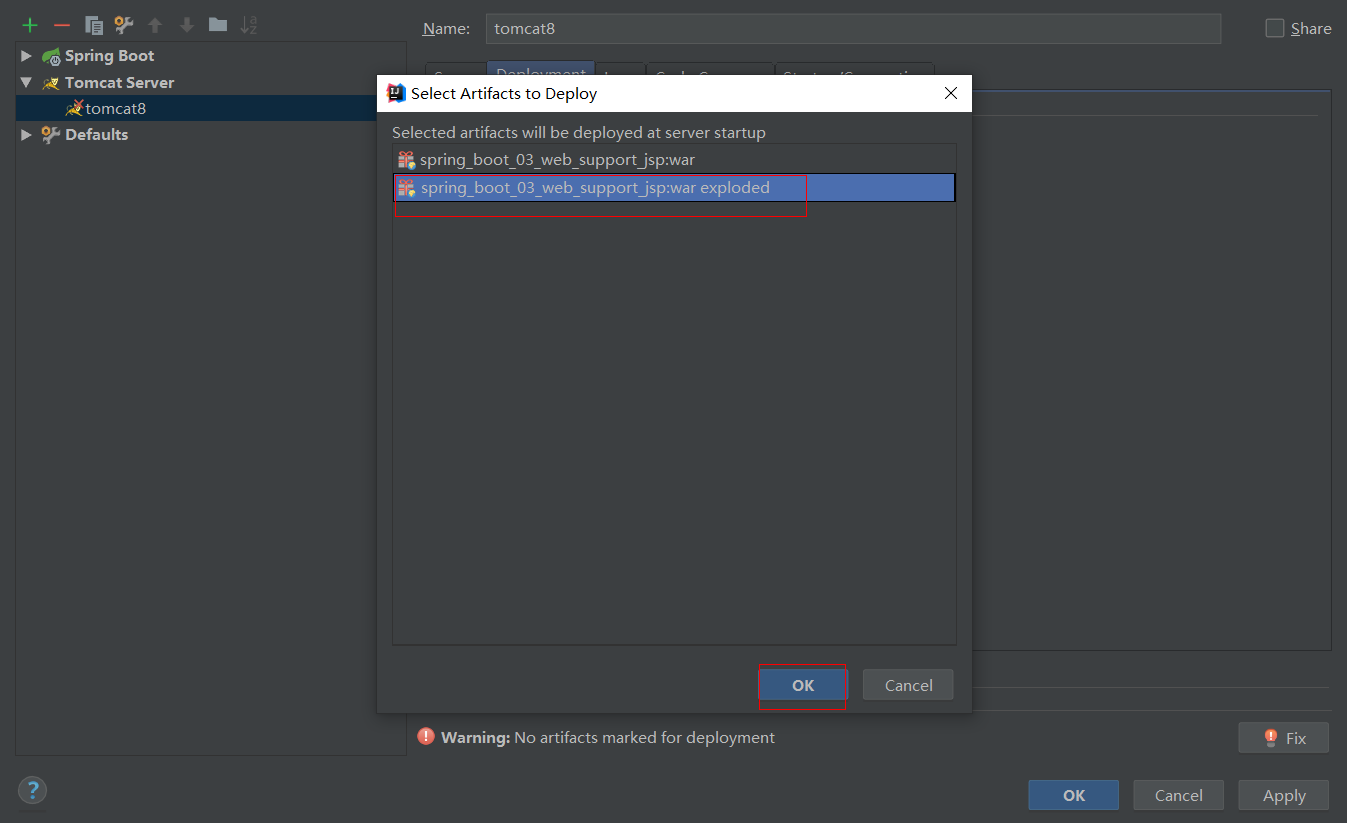 Name: tomcat8 Share
Spring Boot
Tomcat Server
tomcat8
Defaults
Deployment
Select Artifacts to Deploy
Selected artifacts will be deployed at server startup
spring_boot_03_web_support_jsp:war
spring_boot_03_web_support_jsp:war exploded
OK Cancel
Warning: No artifacts marked for deployment
Fix
?
OK Cancel Apply